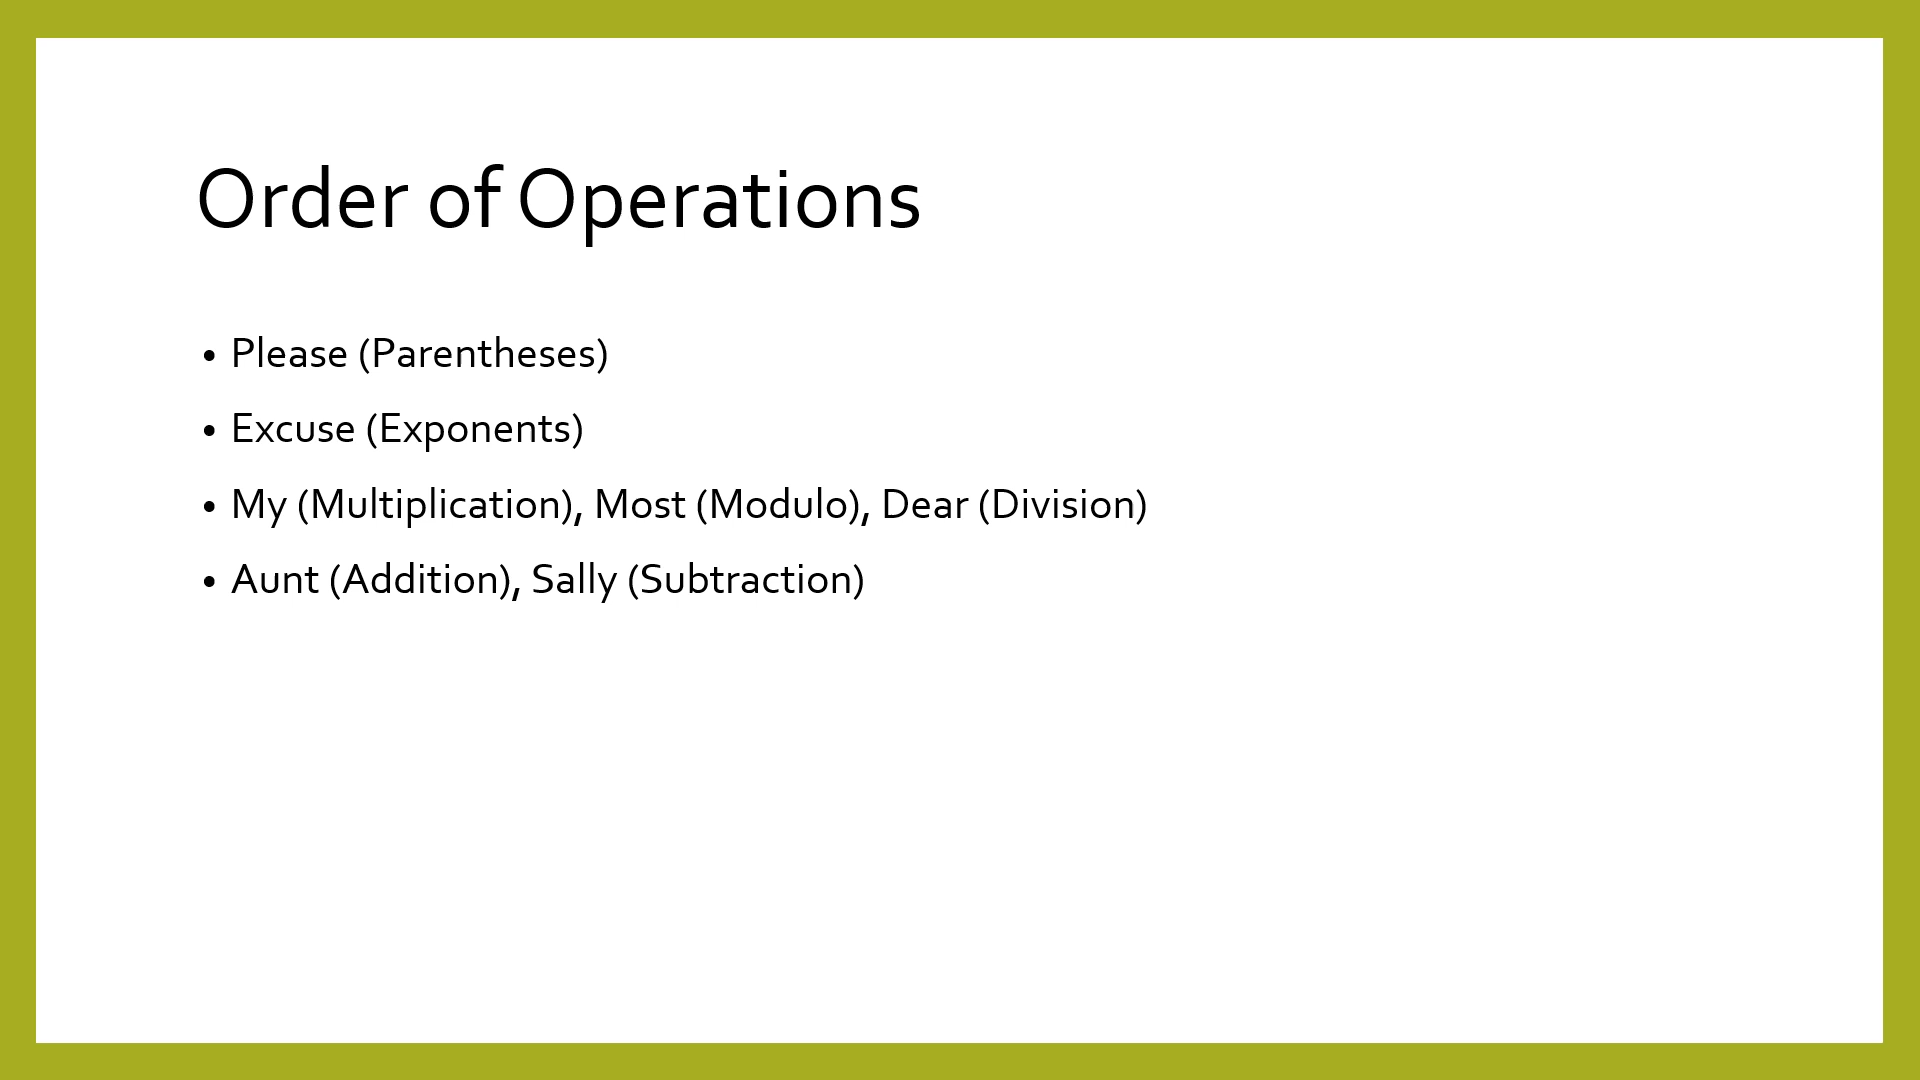 Order of Operations
• Please (Parentheses)
• Excuse (Exponents)
• My (Multiplication), Most (Modulo), Dear (Division)
• Aunt (Addition), Sally (Subtraction)